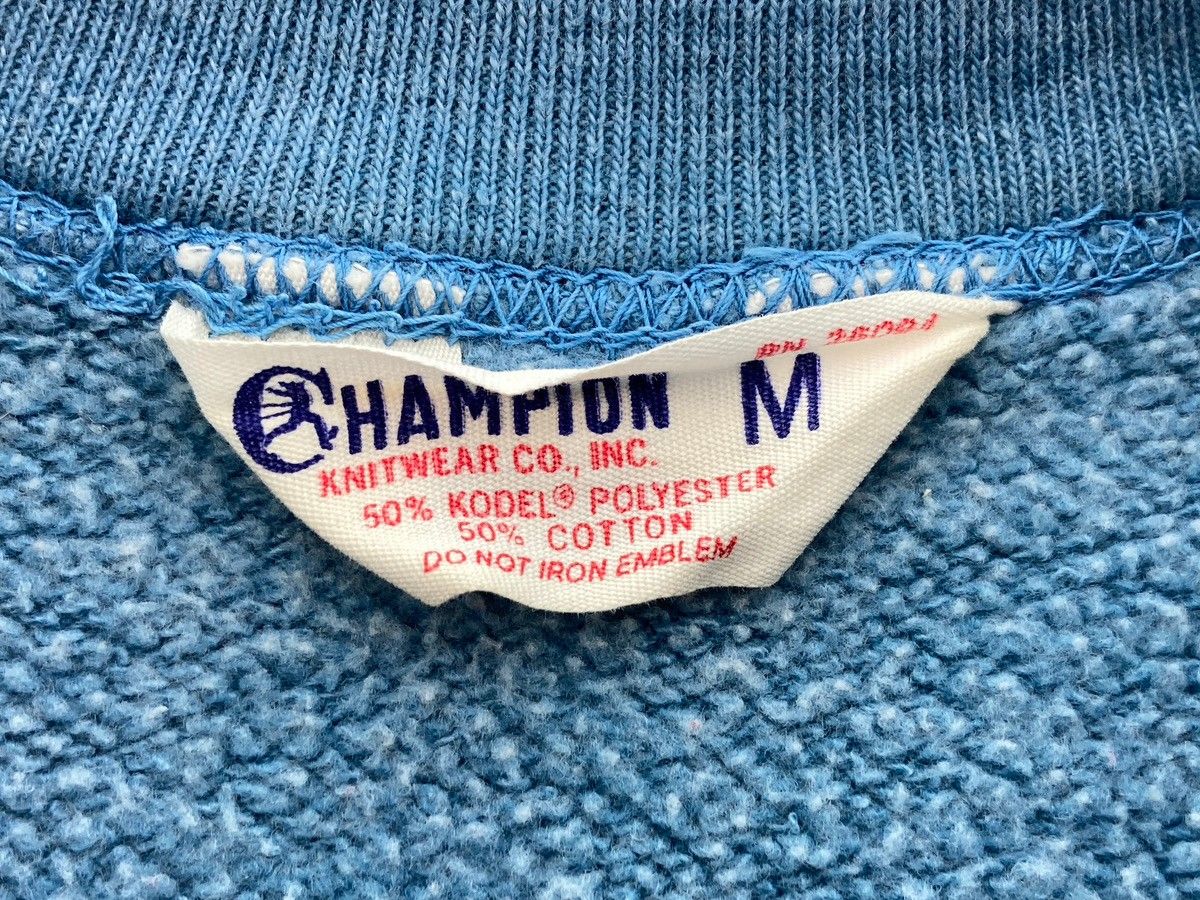 CHAMPION M
KNITWEAR CO., INC.
50% KODEL® POLYESTER
50% COTTON
DO NOT IRON EMBLEM